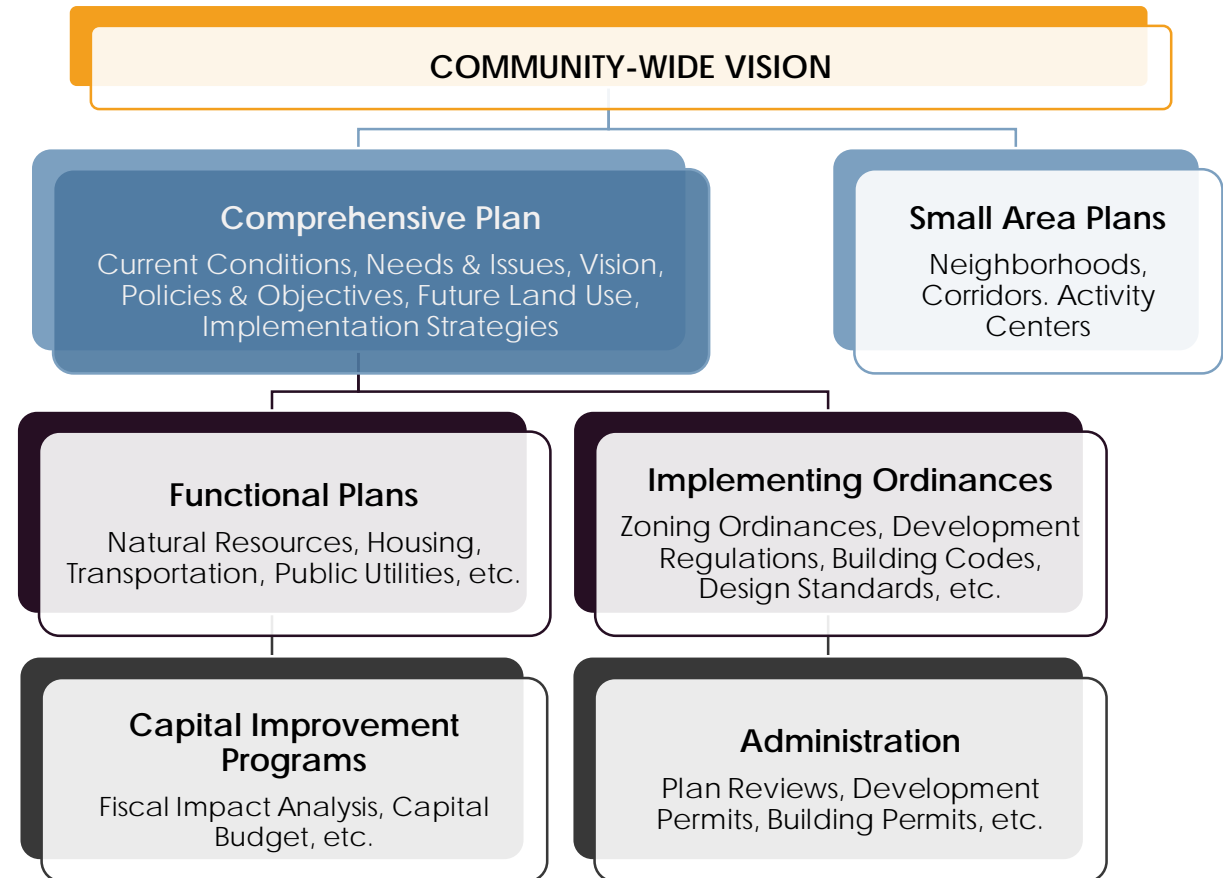 COMMUNITY-WIDE VISION
Comprehensive Plan
Current Conditions, Needs & Issues, Vision,
Policies & Objectives, Future Land Use,
Implementation Strategies
Small Area Plans
Neighborhoods,
Corridors. Activity
Centers
Functional Plans
Natural Resources, Housing,
Transportation, Public Utilities, etc.
Implementing Ordinances
Zoning Ordinances, Development
Regulations, Building Codes,
Design Standards, etc.
Capital Improvement
Programs
Fiscal Impact Analysis, Capital
Budget, etc.
Administration
Plan Reviews, Development
Permits, Building Permits, etc.